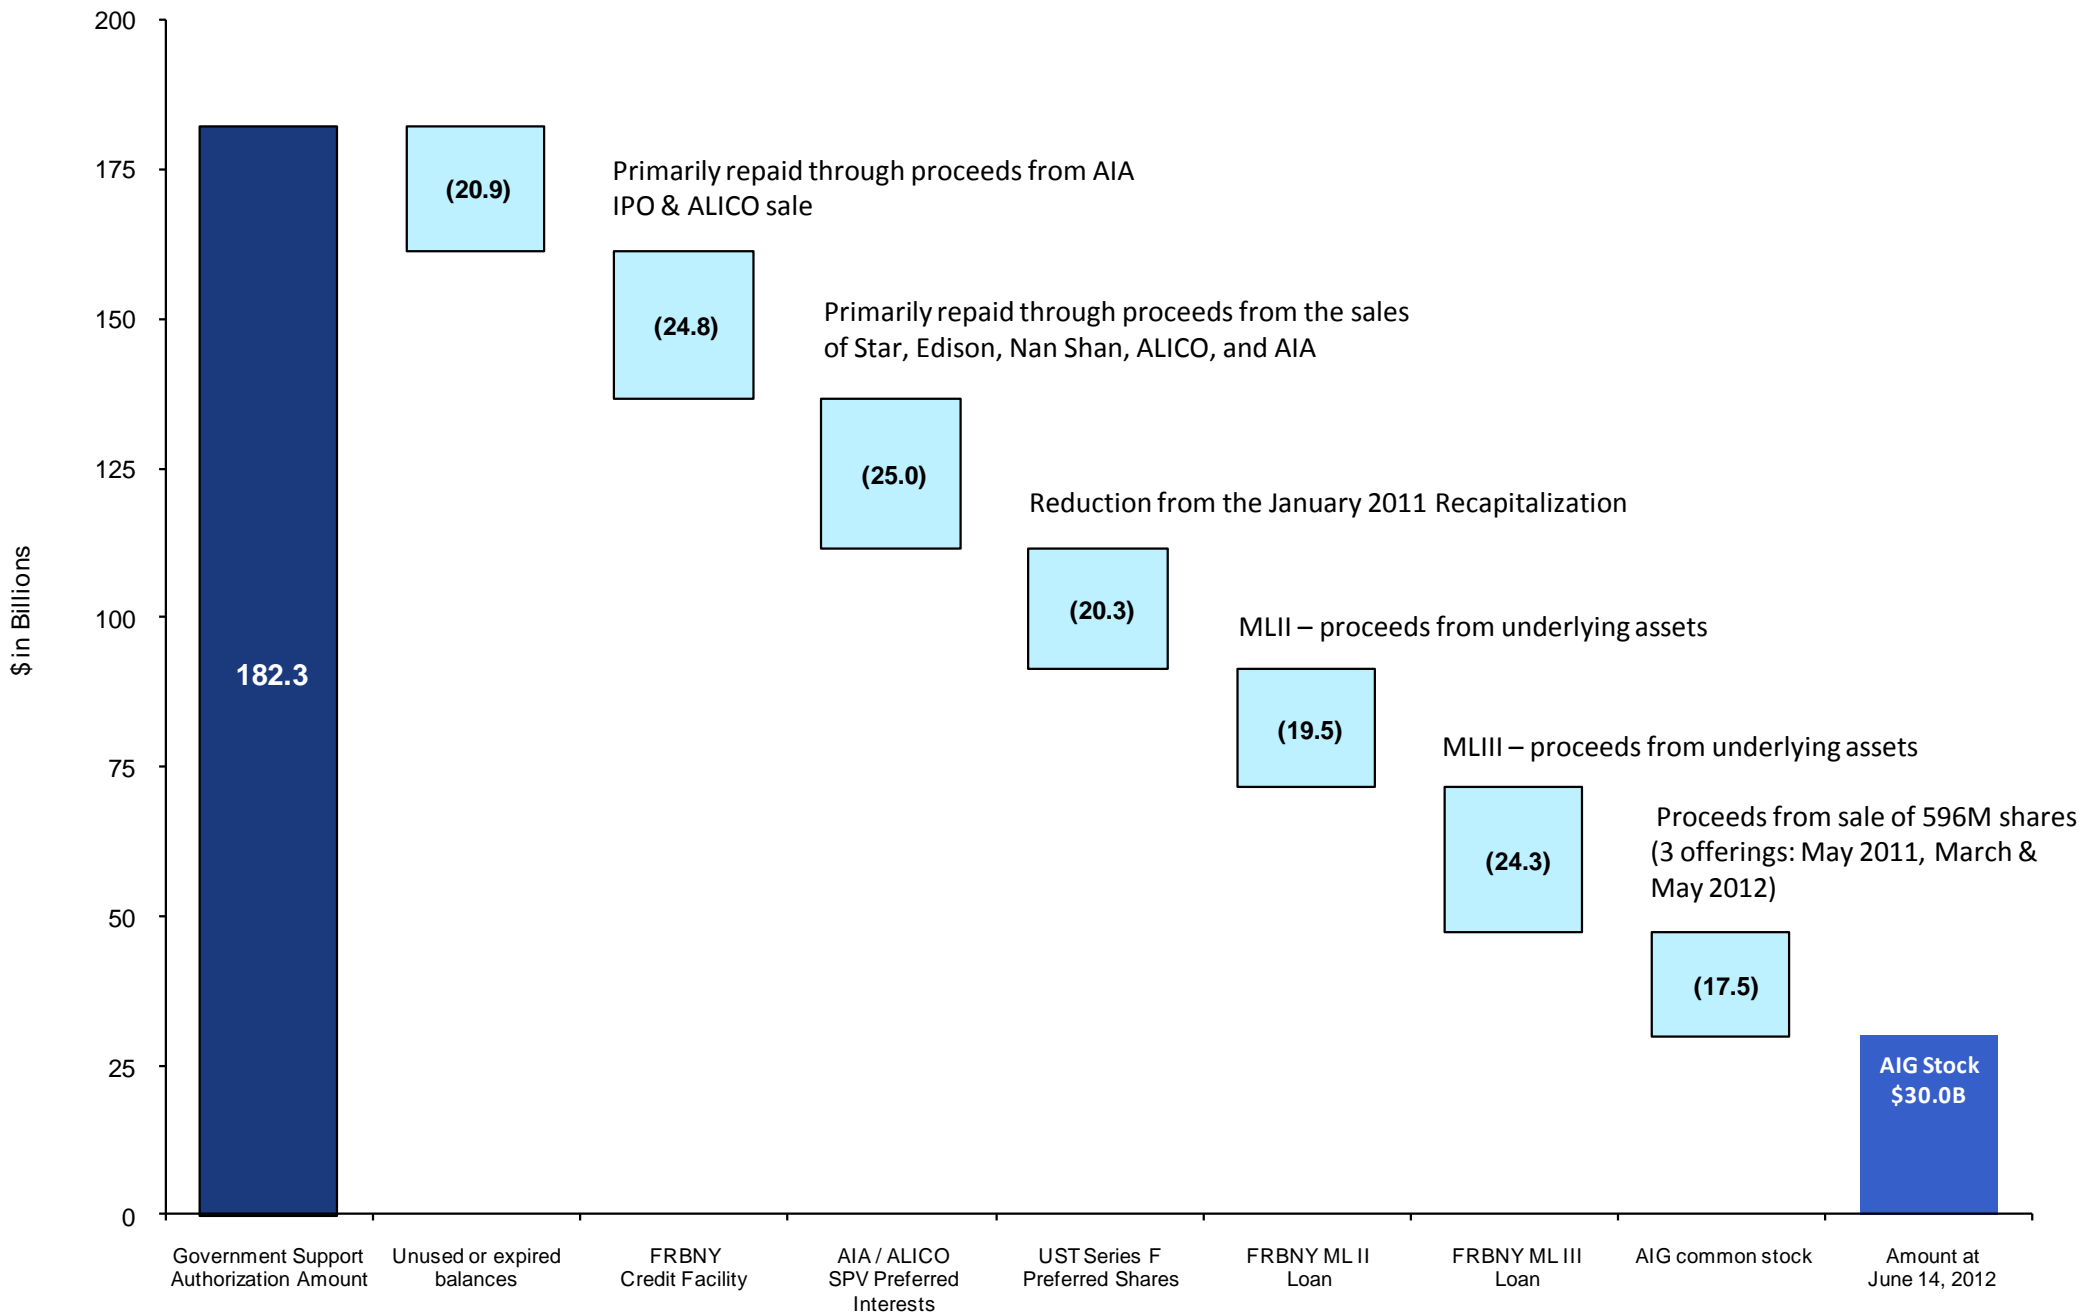 200
175
150
125
100
75
50
25
0
$ in Billions
182.3
(20.9)
Primarily repaid through proceeds from AIA
IPO & ALICO sale
(24.8)
Primarily repaid through proceeds from the sales
of Star, Edison, Nan Shan, ALICO, and AIA
(25.0)
Reduction from the January 2011 Recapitalization
(20.3)
MLII – proceeds from underlying assets
(19.5)
MLIII – proceeds from underlying assets
(24.3)
Proceeds from sale of 596M shares
(3 offerings: May 2011, March &
May 2012)
(17.5)
AIG Stock
$30.0B
Government Support
Authorization Amount
Unused or expired
balances
FRBNY
Credit Facility
AIA / ALICO
SPV Preferred
Interests
UST Series F
Preferred Shares
FRBNY ML II
Loan
FRBNY ML III
Loan
AIG common stock
Amount at
June 14, 2012